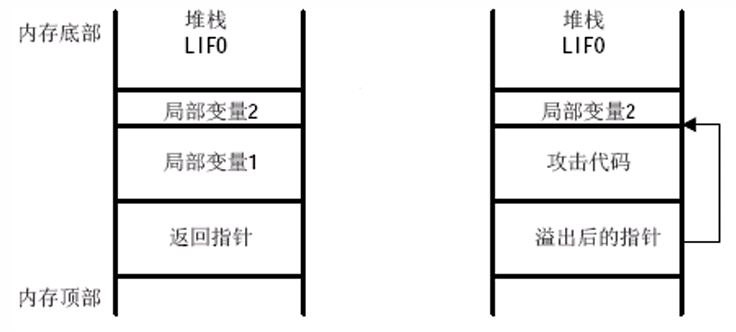 内存底部
堆栈
LIFO
局部变量2
局部变量1
返回指针
内存顶部
堆栈
LIFO
局部变量2
攻击代码
溢出后的指针